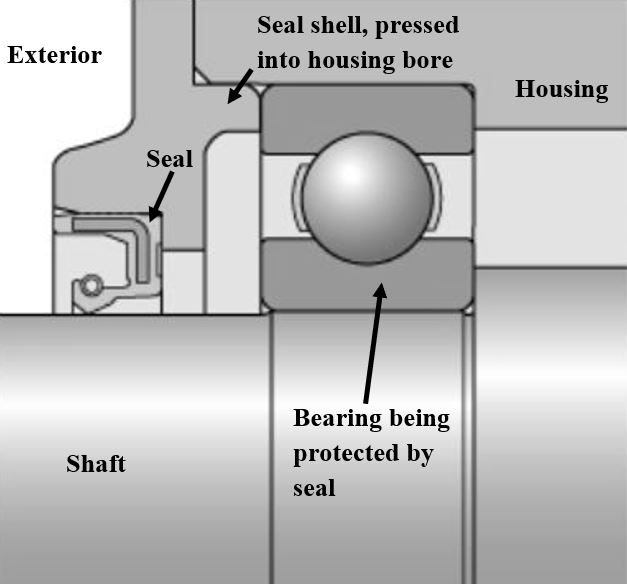 Exterior
Seal shell, pressed
into housing bore
Housing
Seal
Bearing being
protected by
seal
Shaft